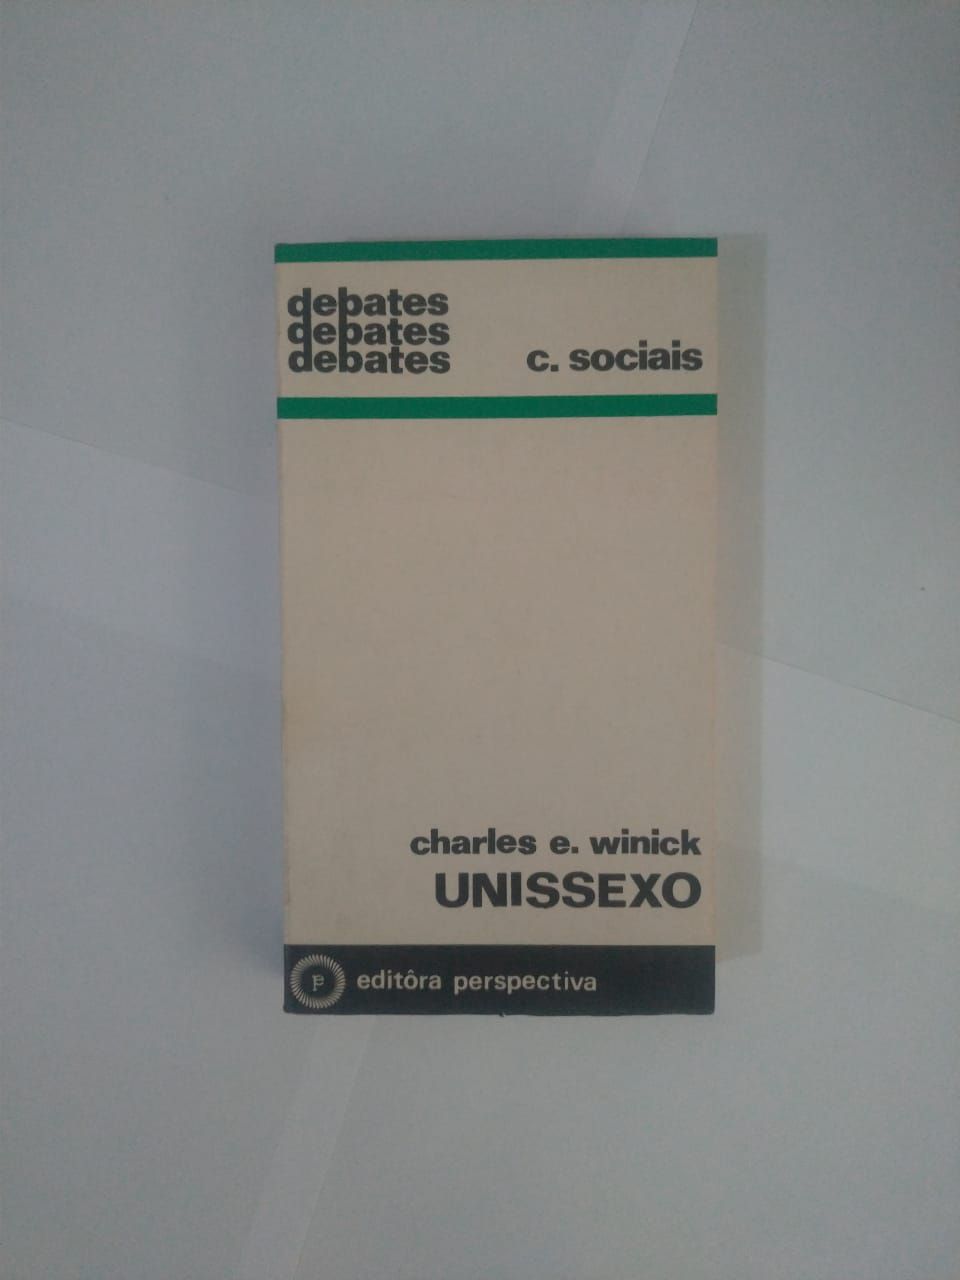 debates
debates
debates
c. sociais
charles e. winick
UNISSEXO
editôra perspectiva